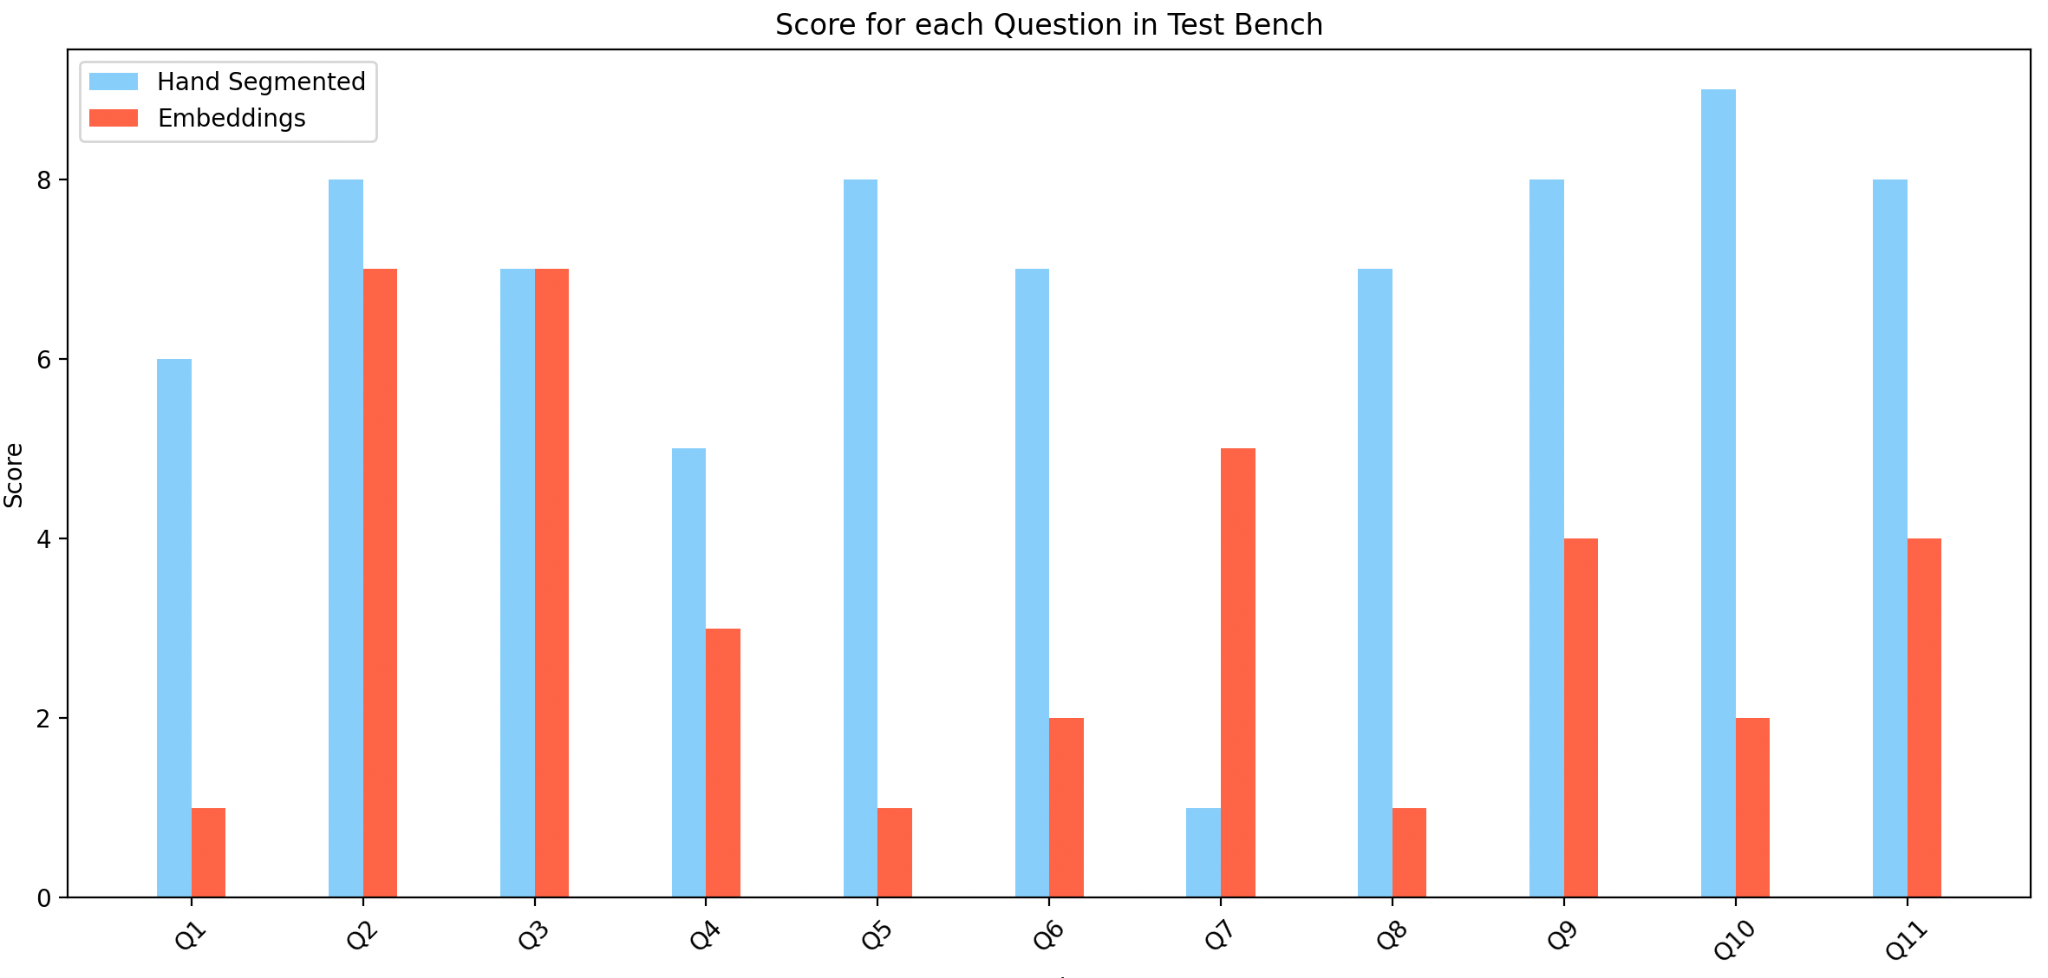 Score for each Question in Test Bench
Hand Segmented
Embeddings
Score
8
6
4
2
0
Q1 Q2 Q3 Q4 Q5 Q6 Q7 Q8 Q9 Q10 Q11